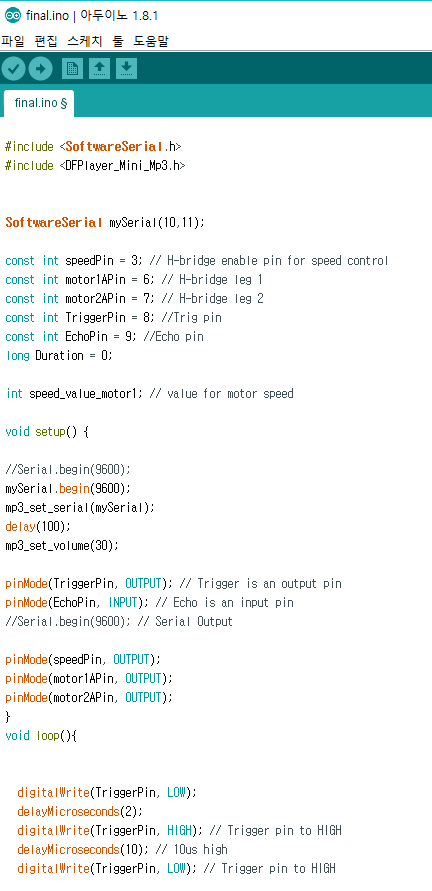 final.ino | 아두이노 1.8.1
파일 편집 스케치 툴 도움말
final.ino §
#include <SoftwareSerial.h>
#include <DFPlayer_Mini_Mp3.h>
SoftwareSerial mySerial(10,11);
const int speedPin = 3; // H-bridge enable pin for speed control
const int motor1APin = 6; // H-bridge leg 1
const int motor2APin = 7; // H-bridge leg 2
const int TriggerPin = 8; //Trig pin
const int EchoPin = 9; //Echo pin
long Duration = 0;
int speed_value_motor1; // value for motor speed
void setup() {
//Serial.begin(9600);
mySerial.begin(9600);
mp3_set_serial(mySerial);
delay(100);
mp3_set_volume(30);
pinMode(TriggerPin, OUTPUT); // Trigger is an output pin
pinMode(EchoPin, INPUT); // Echo is an input pin
//Serial.begin(9600); // Serial Output
pinMode(speedPin, OUTPUT);
pinMode(motor1APin, OUTPUT);
pinMode(motor2APin, OUTPUT);
}
void loop(){
digitalWrite(TriggerPin, LOW);
delayMicroseconds(2);
digitalWrite(TriggerPin, HIGH); // Trigger pin to HIGH
delayMicroseconds(10); // 10us high
digitalWrite(TriggerPin, LOW); // Trigger pin to HIGH